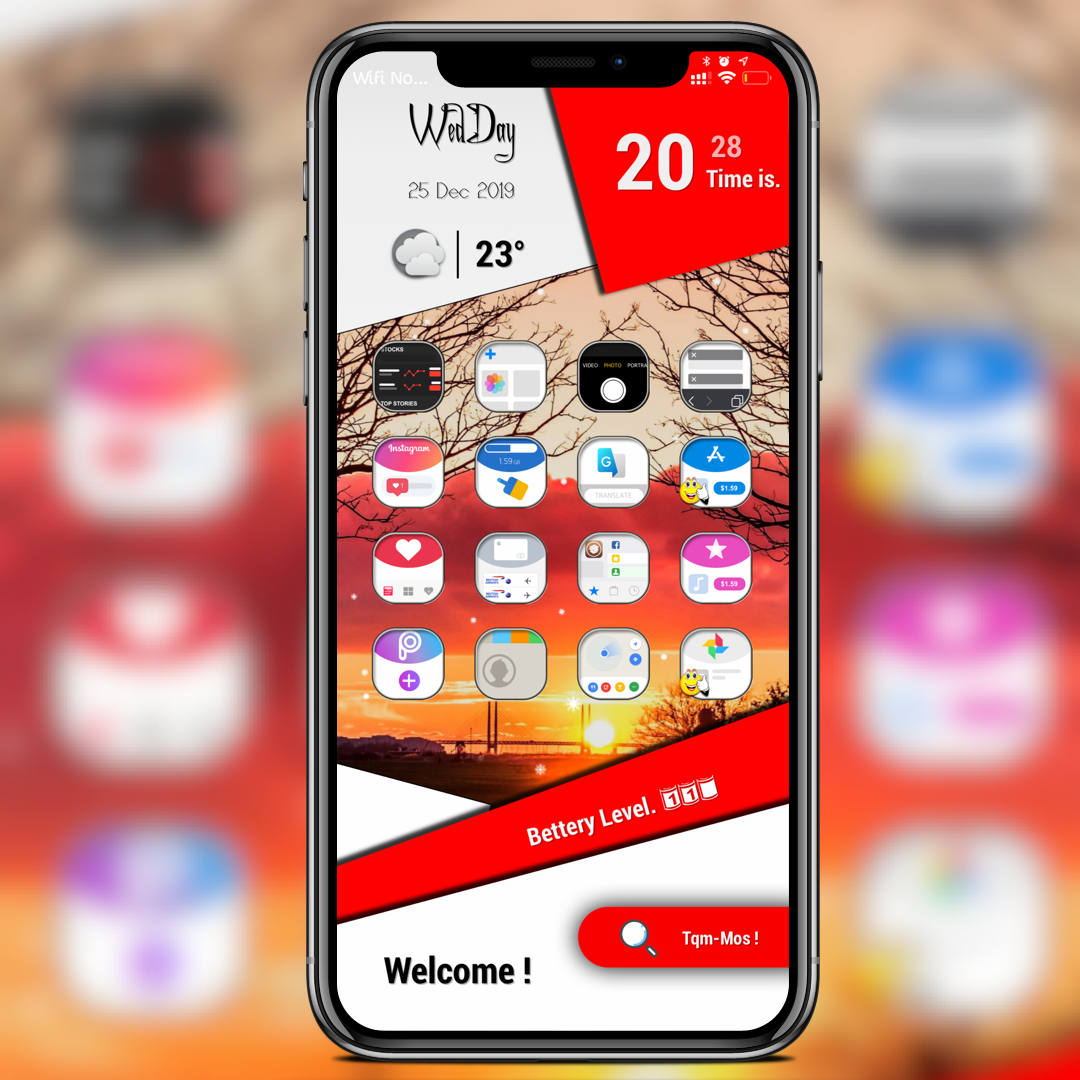 Wifi No...
WedDay
25 Dec 2019
23°
20
28
Time is.
STOCKS
TOP STORIES
VIDEO PHOTO PORTRA
Instagram
1.59
G
TRANSLATE
$1.59
1
$1.59
Bettery Level. 11
Tqm-Mos !
Welcome !